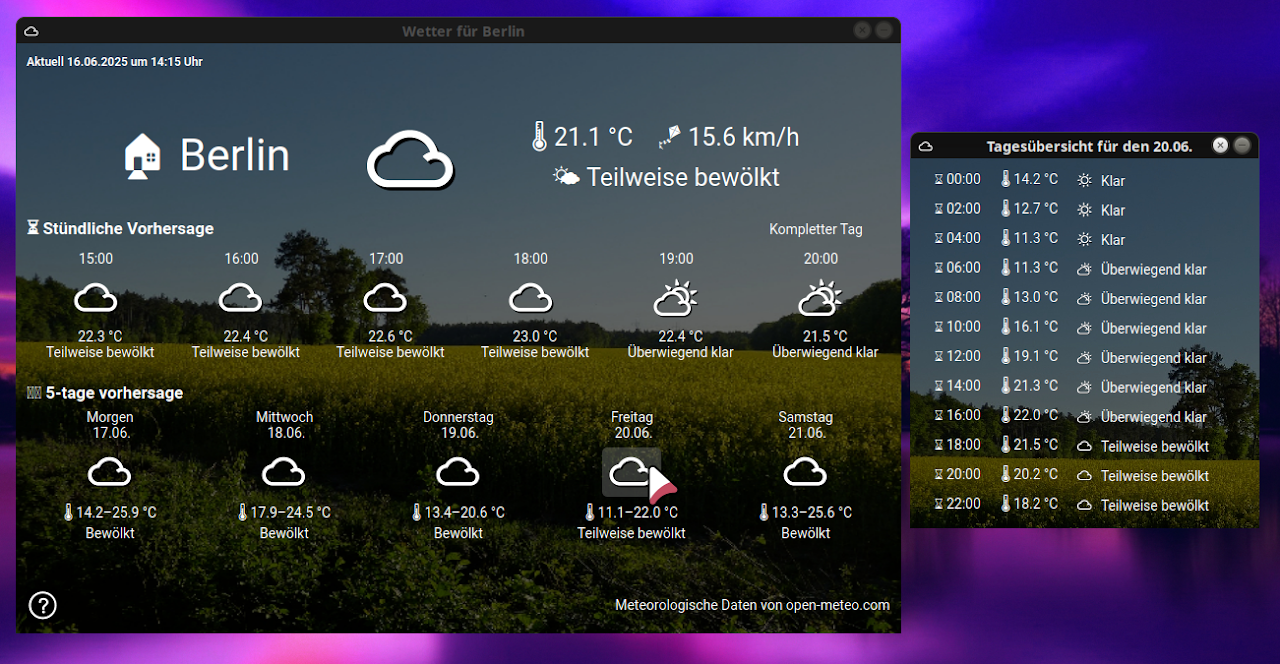 Wetter für Berlin
Aktuell 16.06.2025 um 14:15 Uhr
Berlin
21.1 °C 15.6 km/h
Teilweise bewölkt
Stündliche Vorhersage Kompletter Tag
15:00 16:00 17:00 18:00 19:00 20:00
22.3 °C 22.4 °C 22.6 °C 23.0 °C 22.4 °C 21.5 °C
Teilweise bewölkt Teilweise bewölkt Teilweise bewölkt Teilweise bewölkt Überwiegend klar Überwiegend klar
5-tage vorhersage
Morgen Mittwoch Donnerstag Freitag Samstag
17.06. 18.06. 19.06. 20.06. 21.06.
14.2–25.9 °C 17.9–24.5 °C 13.4–20.6 °C 11.1–22.0 °C 13.3–25.6 °C
Bewölkt Bewölkt Bewölkt Teilweise bewölkt Bewölkt
?
Meteorologische Daten von open-meteo.com
Tagesübersicht für den 20.06.
00:00 14.2 °C Klar
02:00 12.7 °C Klar
04:00 11.3 °C Klar
06:00 11.3 °C Überwiegend klar
08:00 13.0 °C Überwiegend klar
10:00 16.1 °C Überwiegend klar
12:00 19.1 °C Überwiegend klar
14:00 21.3 °C Überwiegend klar
16:00 22.0 °C Überwiegend klar
18:00 21.5 °C Teilweise bewölkt
20:00 20.2 °C Teilweise bewölkt
22:00 18.2 °C Teilweise bewölkt